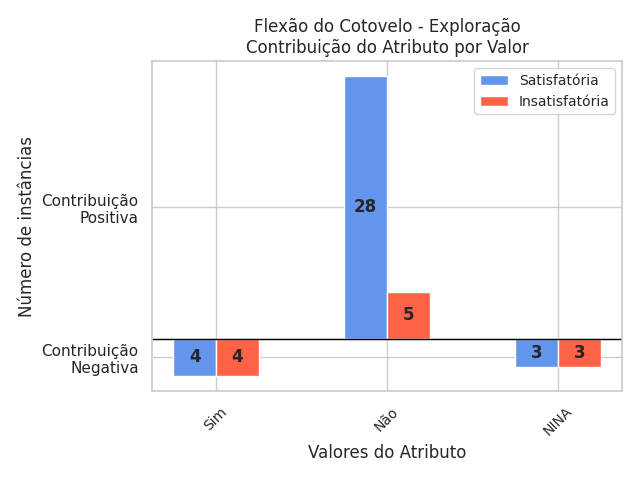 Flexão do Cotovelo - Exploração
Contribuição do Atributo por Valor
Satisfatória
Insatisfatória
Número de instâncias
Contribuição
Positiva
Contribuição
Negativa
28
5
4
4
3
3
Sim
Não
NINA
Valores do Atributo